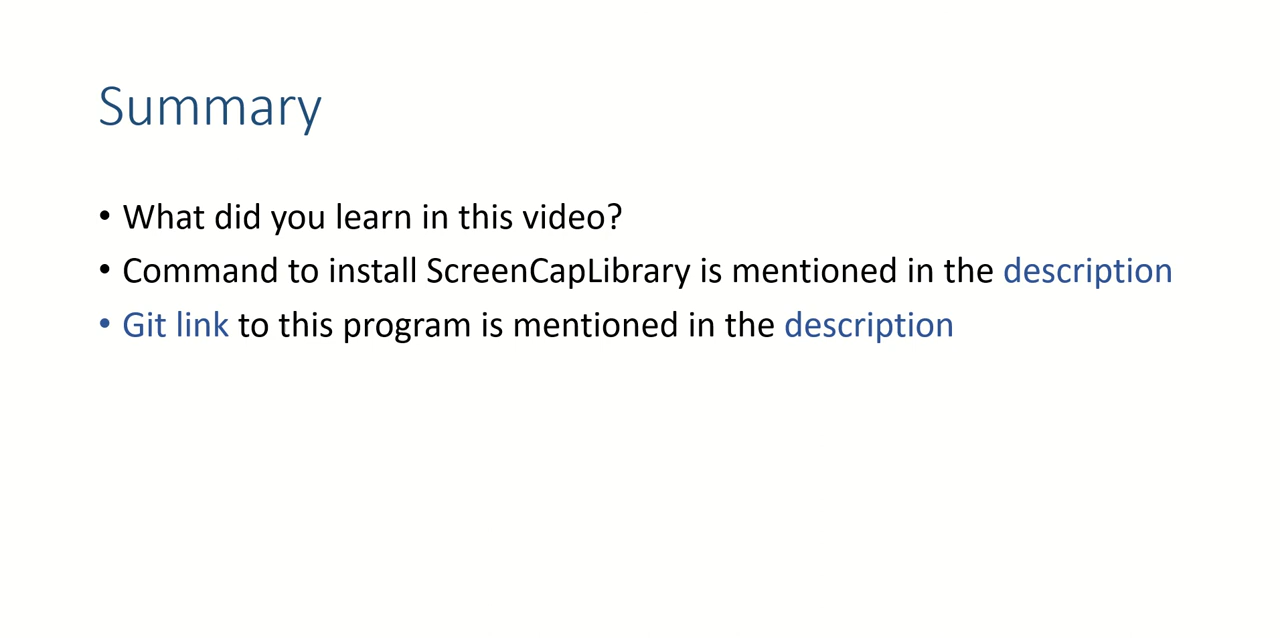 Summary
• What did you learn in this video?
• Command to install ScreenCapLibrary is mentioned in the description
• Git link to this program is mentioned in the description